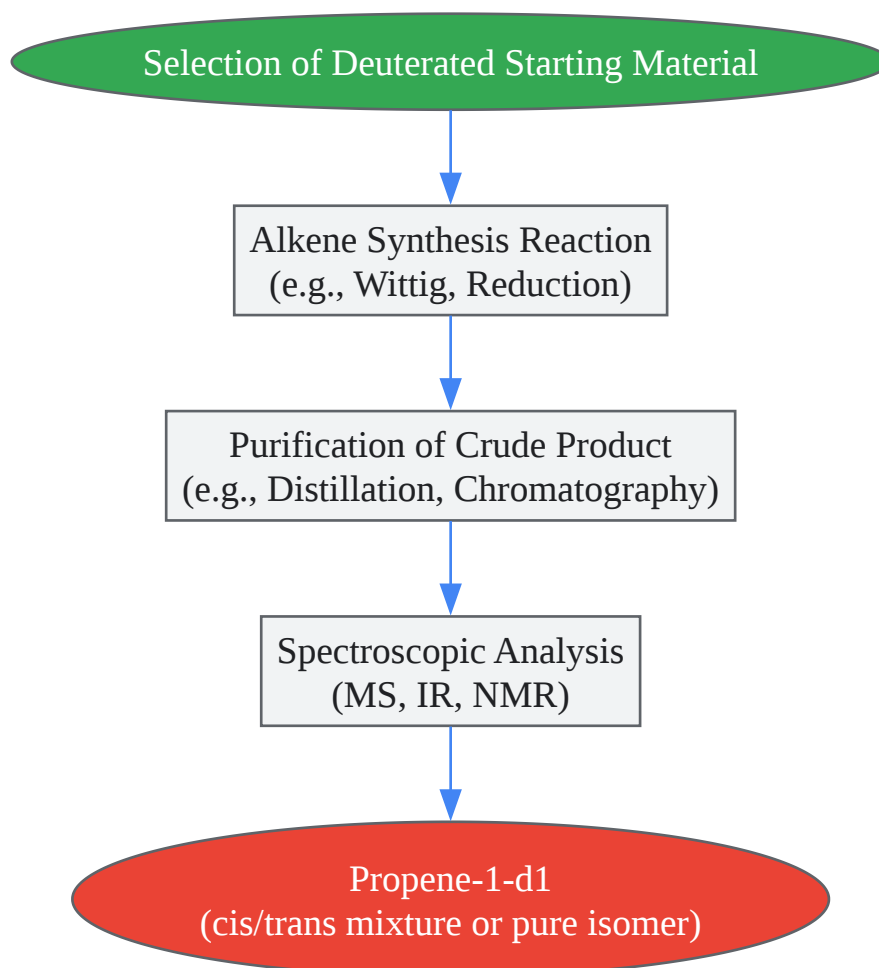 Selection of Deuterated Starting Material
Alkene Synthesis Reaction
(e.g., Wittig, Reduction)
Purification of Crude Product
(e.g., Distillation, Chromatography)
Spectroscopic Analysis
(MS, IR, NMR)
Propene-1-d1
(cis/trans mixture or pure isomer)